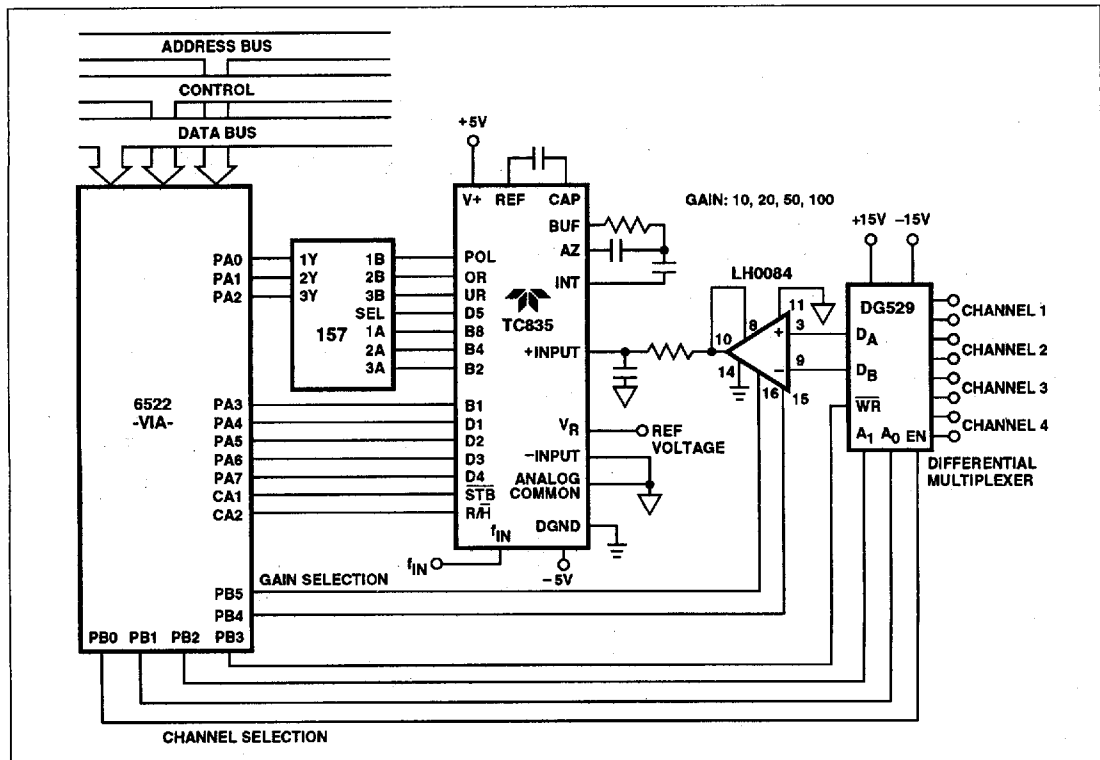 ADDRESS BUS
CONTROL
DATA BUS
+5V
V+ REF CAP
BUF
AZ
INT
GAIN: 10, 20, 50, 100
+15V –15V
LH0084
11
8
3
+
10
9
–
14
16
15
DG529
DA
DB
WR
A1 A0 EN
CHANNEL 1
CHANNEL 2
CHANNEL 3
CHANNEL 4
DIFFERENTIAL
MULTIPLEXER
PA0 1Y 1B POL
PA1 2Y 2B OR
PA2 3Y 3B UR
SEL D5
157
1A B8
2A B4
3A B2
TC835
+INPUT
6522
-VIA-
PA3 B1
PA4 D1
PA5 D2
PA6 D3
PA7 D4
CA1 STB
CA2 R/H
VR
REF
VOLTAGE
–INPUT
ANALOG
COMMON
DGND
fIN
fIN
–5V
GAIN SELECTION
PB5
PB4
PB0 PB1 PB2 PB3
CHANNEL SELECTION